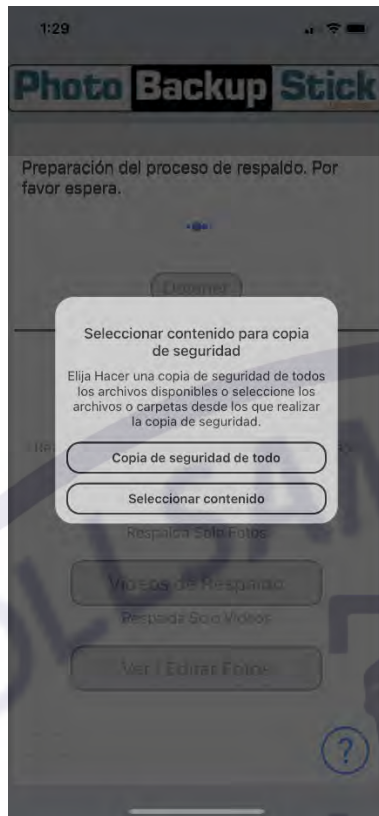 1:29
Photo Backup Stick
Preparación del proceso de respaldo. Por
favor espera.
Detener
Seleccionar contenido para copia
de seguridad
Elija Hacer una copia de seguridad de todos
los archivos disponibles o seleccione los
archivos o carpetas desde los que realizar
la copia de seguridad.
Copia de seguridad de todo
Seleccionar contenido
Respalda Solo Fotos
Videos de Respaldo
Respalda Solo Videos
Ver / Editar Fotos
?